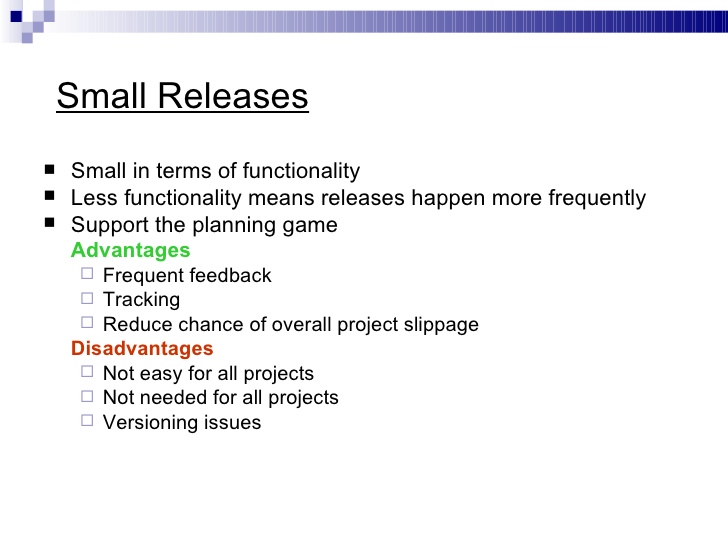 Small Releases
Small in terms of functionality
Less functionality means releases happen more frequently
Support the planning game
Advantages
Frequent feedback
Tracking
Reduce chance of overall project slippage
Disadvantages
Not easy for all projects
Not needed for all projects
Versioning issues